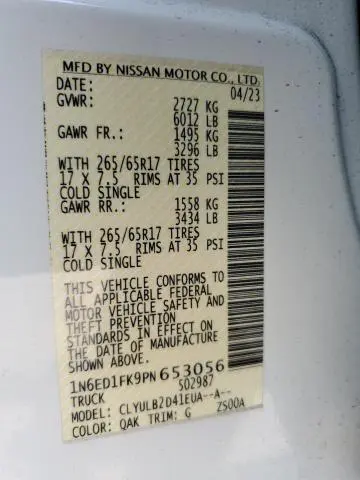 MFD BY NISSAN MOTOR CO., LTD.
DATE: 04/23
GVWR: 2727 KG
6012 LB
GAWR FR.: 1495 KG
3296 LB
WITH 265/65R17 TIRES
17 X 7.5 RIMS AT 35 PSI
COLD SINGLE
GAWR RR.: 1558 KG
3434 LB
WITH 265/65R17 TIRES
17 X 7.5 RIMS AT 35 PSI
COLD SINGLE
THIS VEHICLE CONFORMS TO
ALL APPLICABLE FEDERAL
MOTOR VEHICLE SAFETY AND
THEFT PREVENTION
STANDARDS IN EFFECT ON
THE DATE OF MANUFACTURE
SHOWN ABOVE.
1N6ED1FK9PN653056
TRUCK 502987
MODEL: CLYULB2D41EUA--A--
COLOR: QAK TRIM: G Z500A